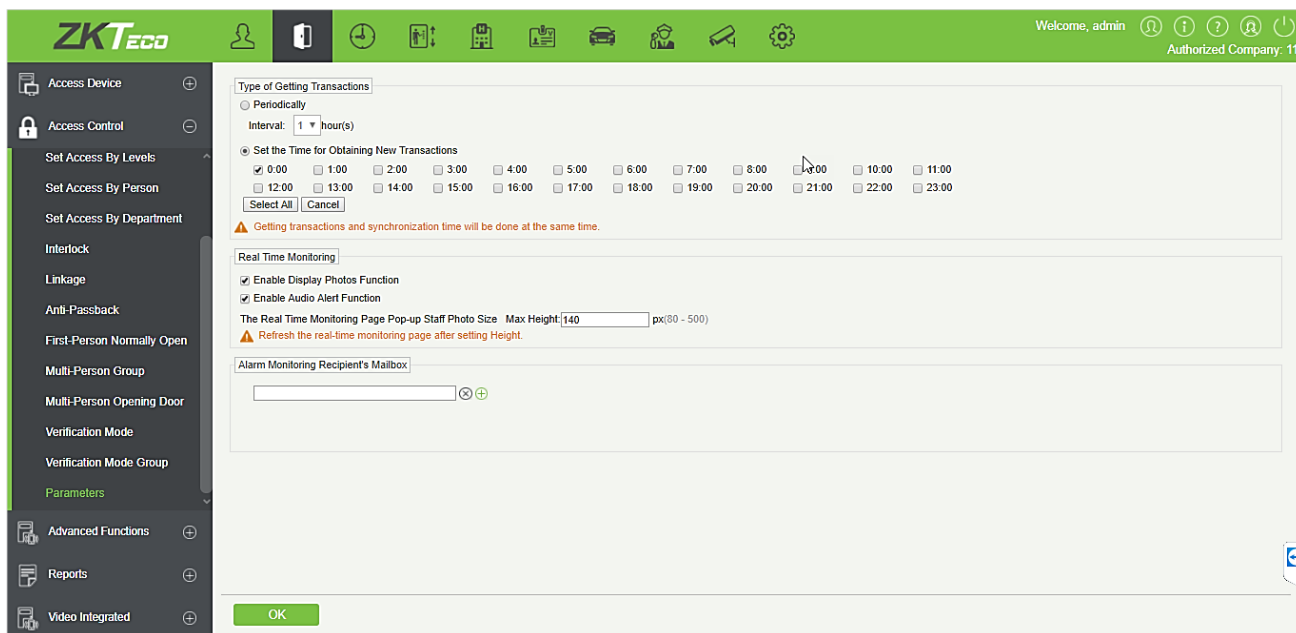 ZKTeco
Welcome, admin
Authorized Company: 11
Access Device
Access Control
Set Access By Levels
Set Access By Person
Set Access By Department
Interlock
Linkage
Anti-Passback
First-Person Normally Open
Multi-Person Group
Multi-Person Opening Door
Verification Mode
Verification Mode Group
Parameters
Advanced Functions
Reports
Video Integrated
Type of Getting Transactions
Periodically
Interval: 1 hour(s)
Set the Time for Obtaining New Transactions
0:00 1:00 2:00 3:00 4:00 5:00 6:00 7:00 8:00 9:00 10:00 11:00
12:00 13:00 14:00 15:00 16:00 17:00 18:00 19:00 20:00 21:00 22:00 23:00
Select All Cancel
Getting transactions and synchronization time will be done at the same time.
Real Time Monitoring
Enable Display Photos Function
Enable Audio Alert Function
The Real Time Monitoring Page Pop-up Staff Photo Size Max Height: 140 px(80 - 500)
Refresh the real-time monitoring page after setting Height.
Alarm Monitoring Recipient's Mailbox
OK